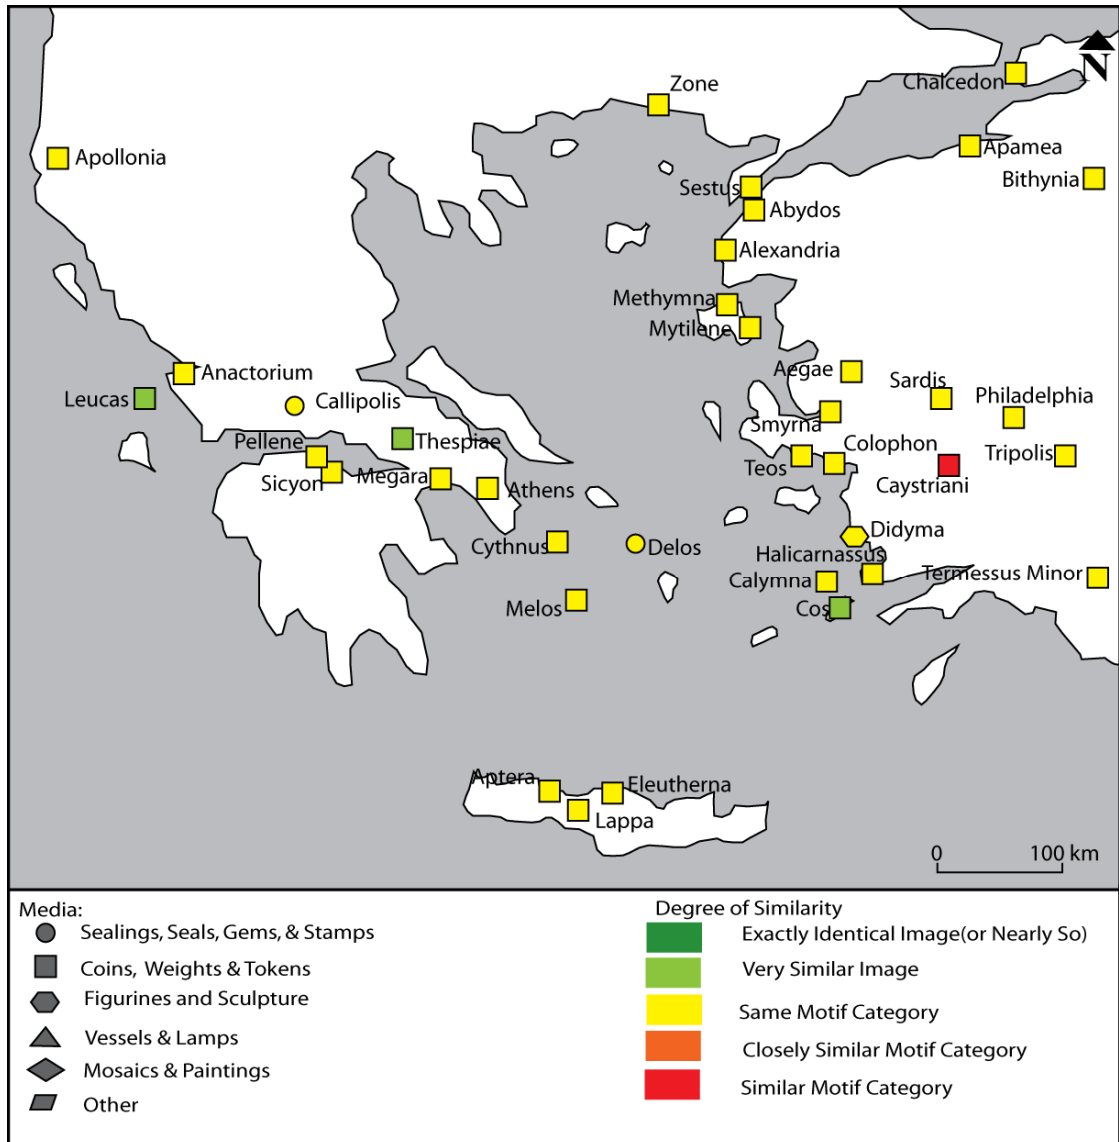 Zone
Chalcedon
N
Apollonia
Apamea
Bithynia
Sestus
Abydos
Alexandria
Methymna
Mytilene
Anactorium
Aegae
Sardis
Leucas
Callipolis
Philadelphia
Smyrna
Pellene
Thespiae
Colophon
Tripolis
Sicyon
Megara
Teos
Caystriani
Athens
Didyma
Cythnus
Delos
Halicarnassus
Calymna
Termessus Minor
Melos
Cos
Aptera
Eleutherna
Lappa
0 100 km
Media:
Sealings, Seals, Gems, & Stamps
Coins, Weights & Tokens
Figurines and Sculpture
Vessels & Lamps
Mosaics & Paintings
Other
Degree of Similarity
Exactly Identical Image(or Nearly So)
Very Similar Image
Same Motif Category
Closely Similar Motif Category
Similar Motif Category